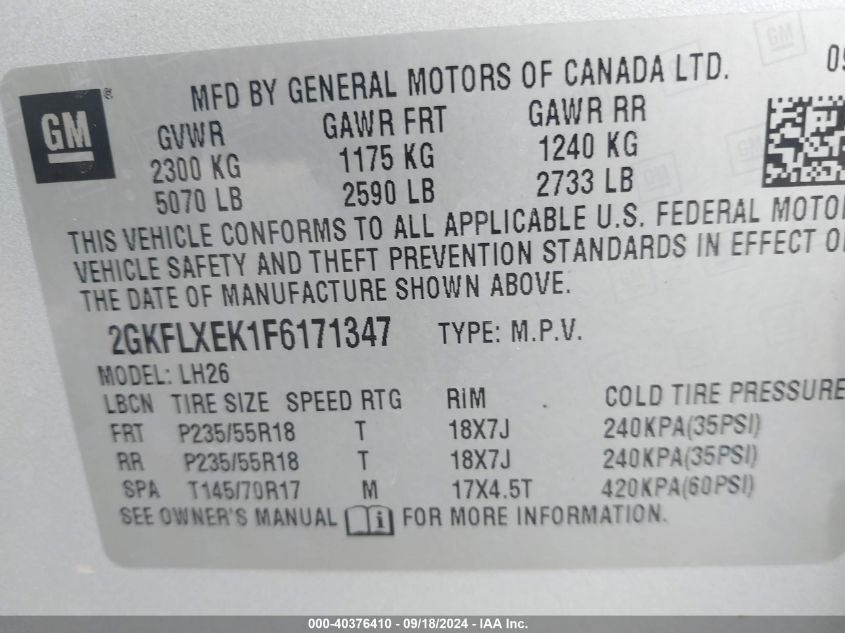 MFD BY GENERAL MOTORS OF CANADA LTD. 09
GM ®
GVWR GAWR FRT GAWR RR
2300 KG 1175 KG 1240 KG
5070 LB 2590 LB 2733 LB
THIS VEHICLE CONFORMS TO ALL APPLICABLE U.S. FEDERAL MOTO
VEHICLE SAFETY AND THEFT PREVENTION STANDARDS IN EFFECT O
THE DATE OF MANUFACTURE SHOWN ABOVE.
2GKFLXEK1F6171347 TYPE: M.P.V.
MODEL: LH26
LBCN TIRE SIZE SPEED RTG RIM COLD TIRE PRESSURE
FRT P235/55R18 T 18X7J 240KPA(35PSI)
RR P235/55R18 T 18X7J 240KPA(35PSI)
SPA T145/70R17 M 17X4.5T 420KPA(60PSI)
SEE OWNER'S MANUAL i FOR MORE INFORMATION.
000-40376410 - 09/18/2024 - IAA Inc.